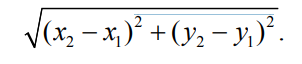 √(x₂ − x₁)² + (y₂ − y₁)².